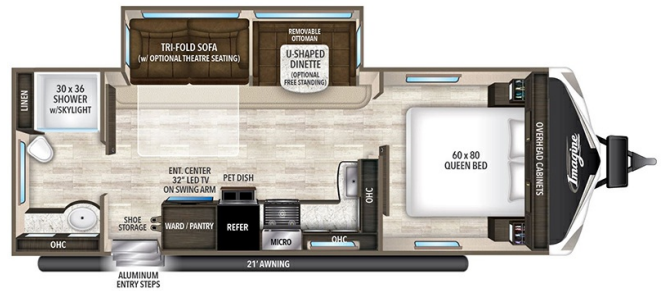 TRI-FOLD SOFA
(w/ OPTIONAL THEATRE SEATING)
REMOVABLE
OTTOMAN
U-SHAPED
DINETTE
(OPTIONAL
FREE STANDING)
LINEN
30 x 36
SHOWER
w/SKYLIGHT
60 x 80
QUEEN BED
OVERHEAD CABINETS
Imagine
ENT. CENTER
32" LED TV
ON SWING ARM
PET DISH
OHC
SHOE
STORAGE
WARD / PANTRY
REFER
MICRO
OHC
OHC
21' AWNING
ALUMINUM
ENTRY STEPS